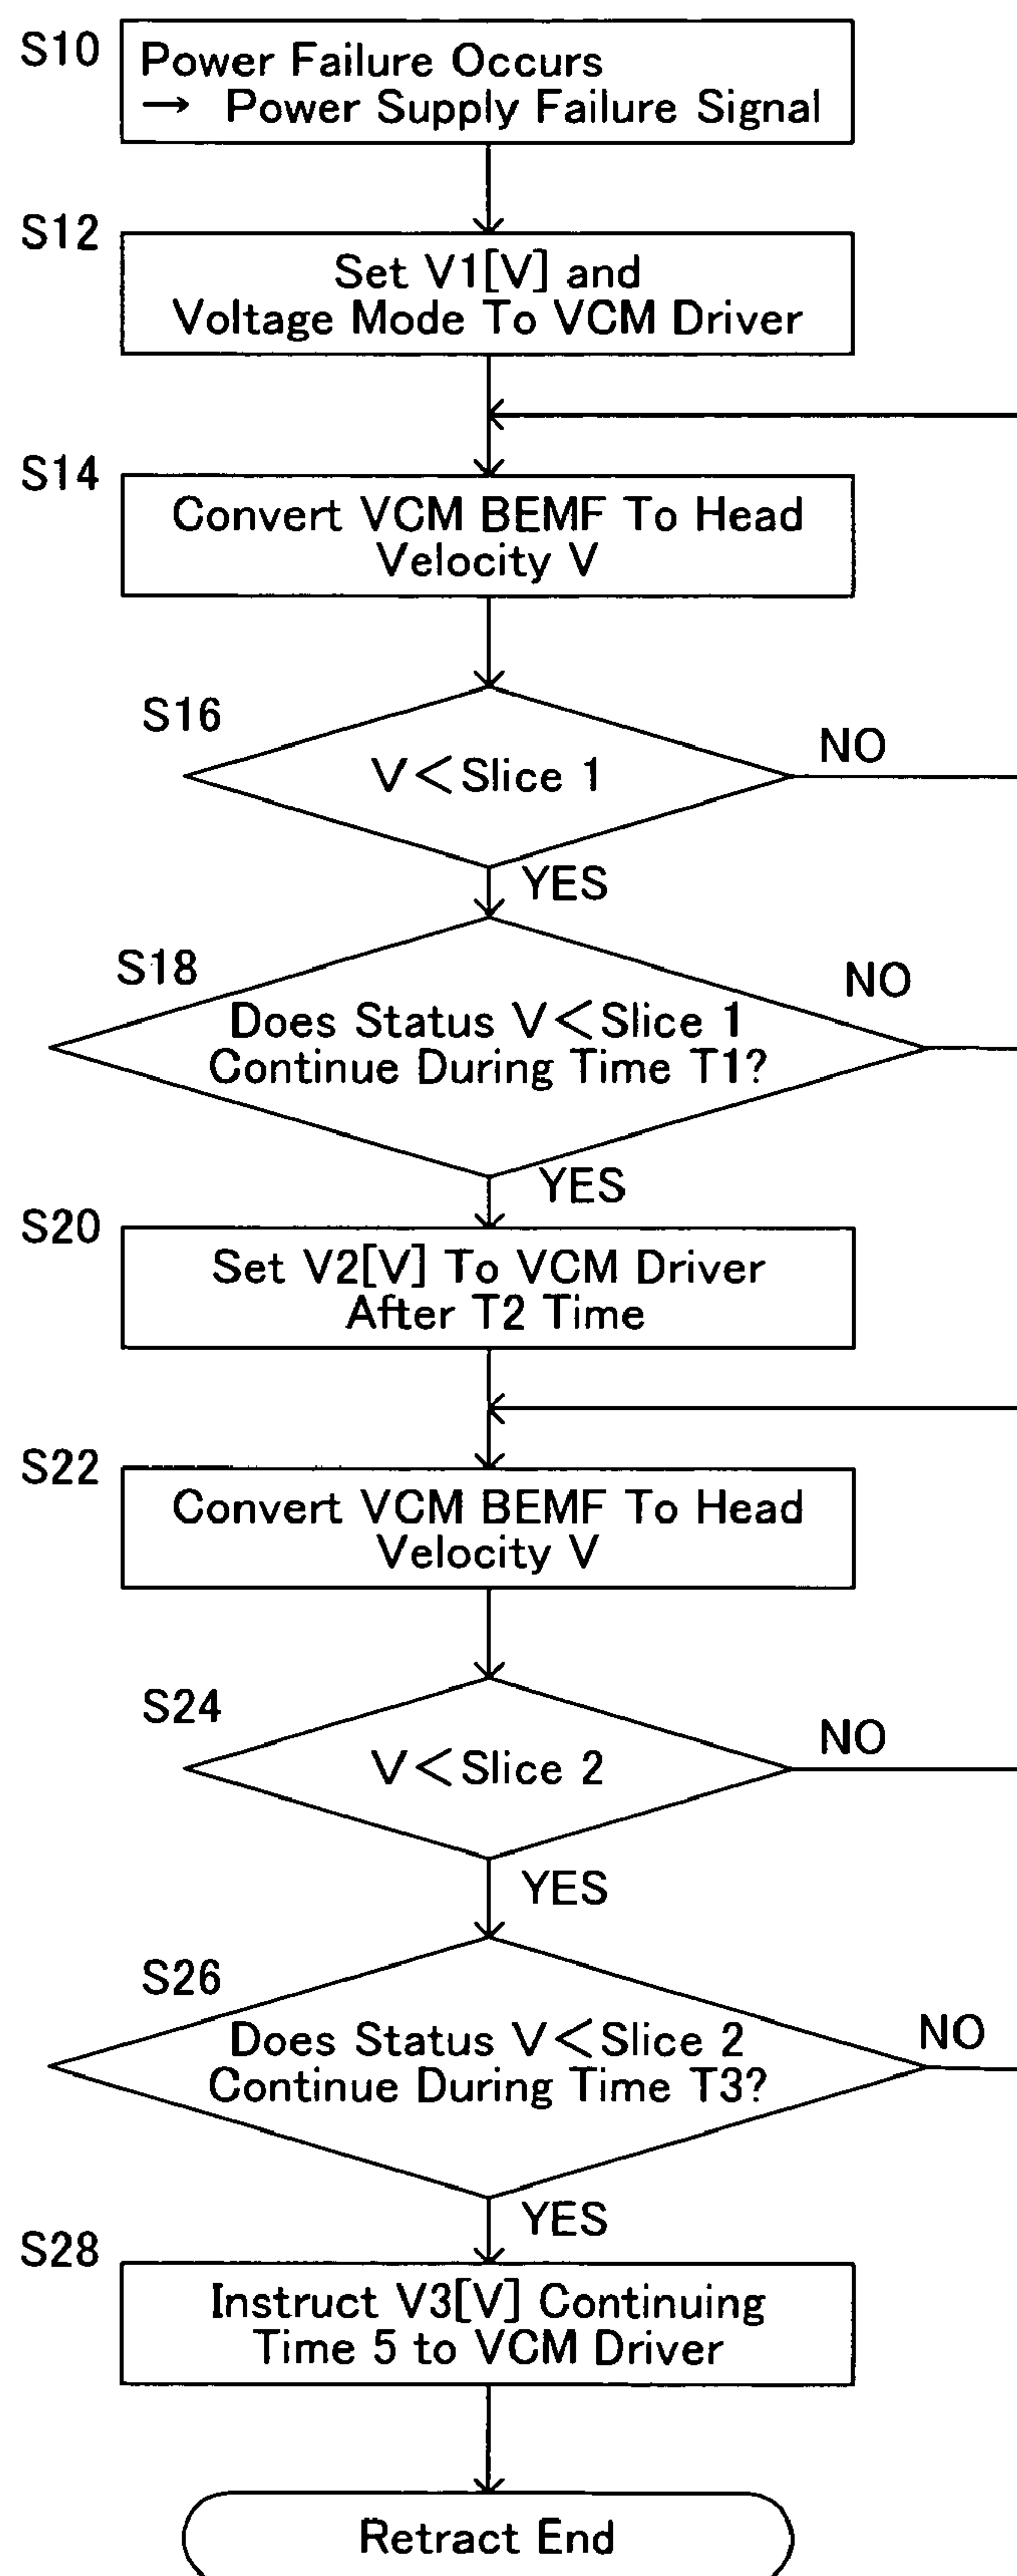 S10
Power Failure Occurs
→ Power Supply Failure Signal
S12
Set V1[V] and
Voltage Mode To VCM Driver
S14
Convert VCM BEMF To Head
Velocity V
S16
V<Slice 1
NO
YES
S18
Does Status V<Slice 1
Continue During Time T1?
NO
YES
S20
Set V2[V] To VCM Driver
After T2 Time
S22
Convert VCM BEMF To Head
Velocity V
S24
V<Slice 2
NO
YES
S26
Does Status V<Slice 2
Continue During Time T3?
NO
YES
S28
Instruct V3[V] Continuing
Time 5 to VCM Driver
Retract End